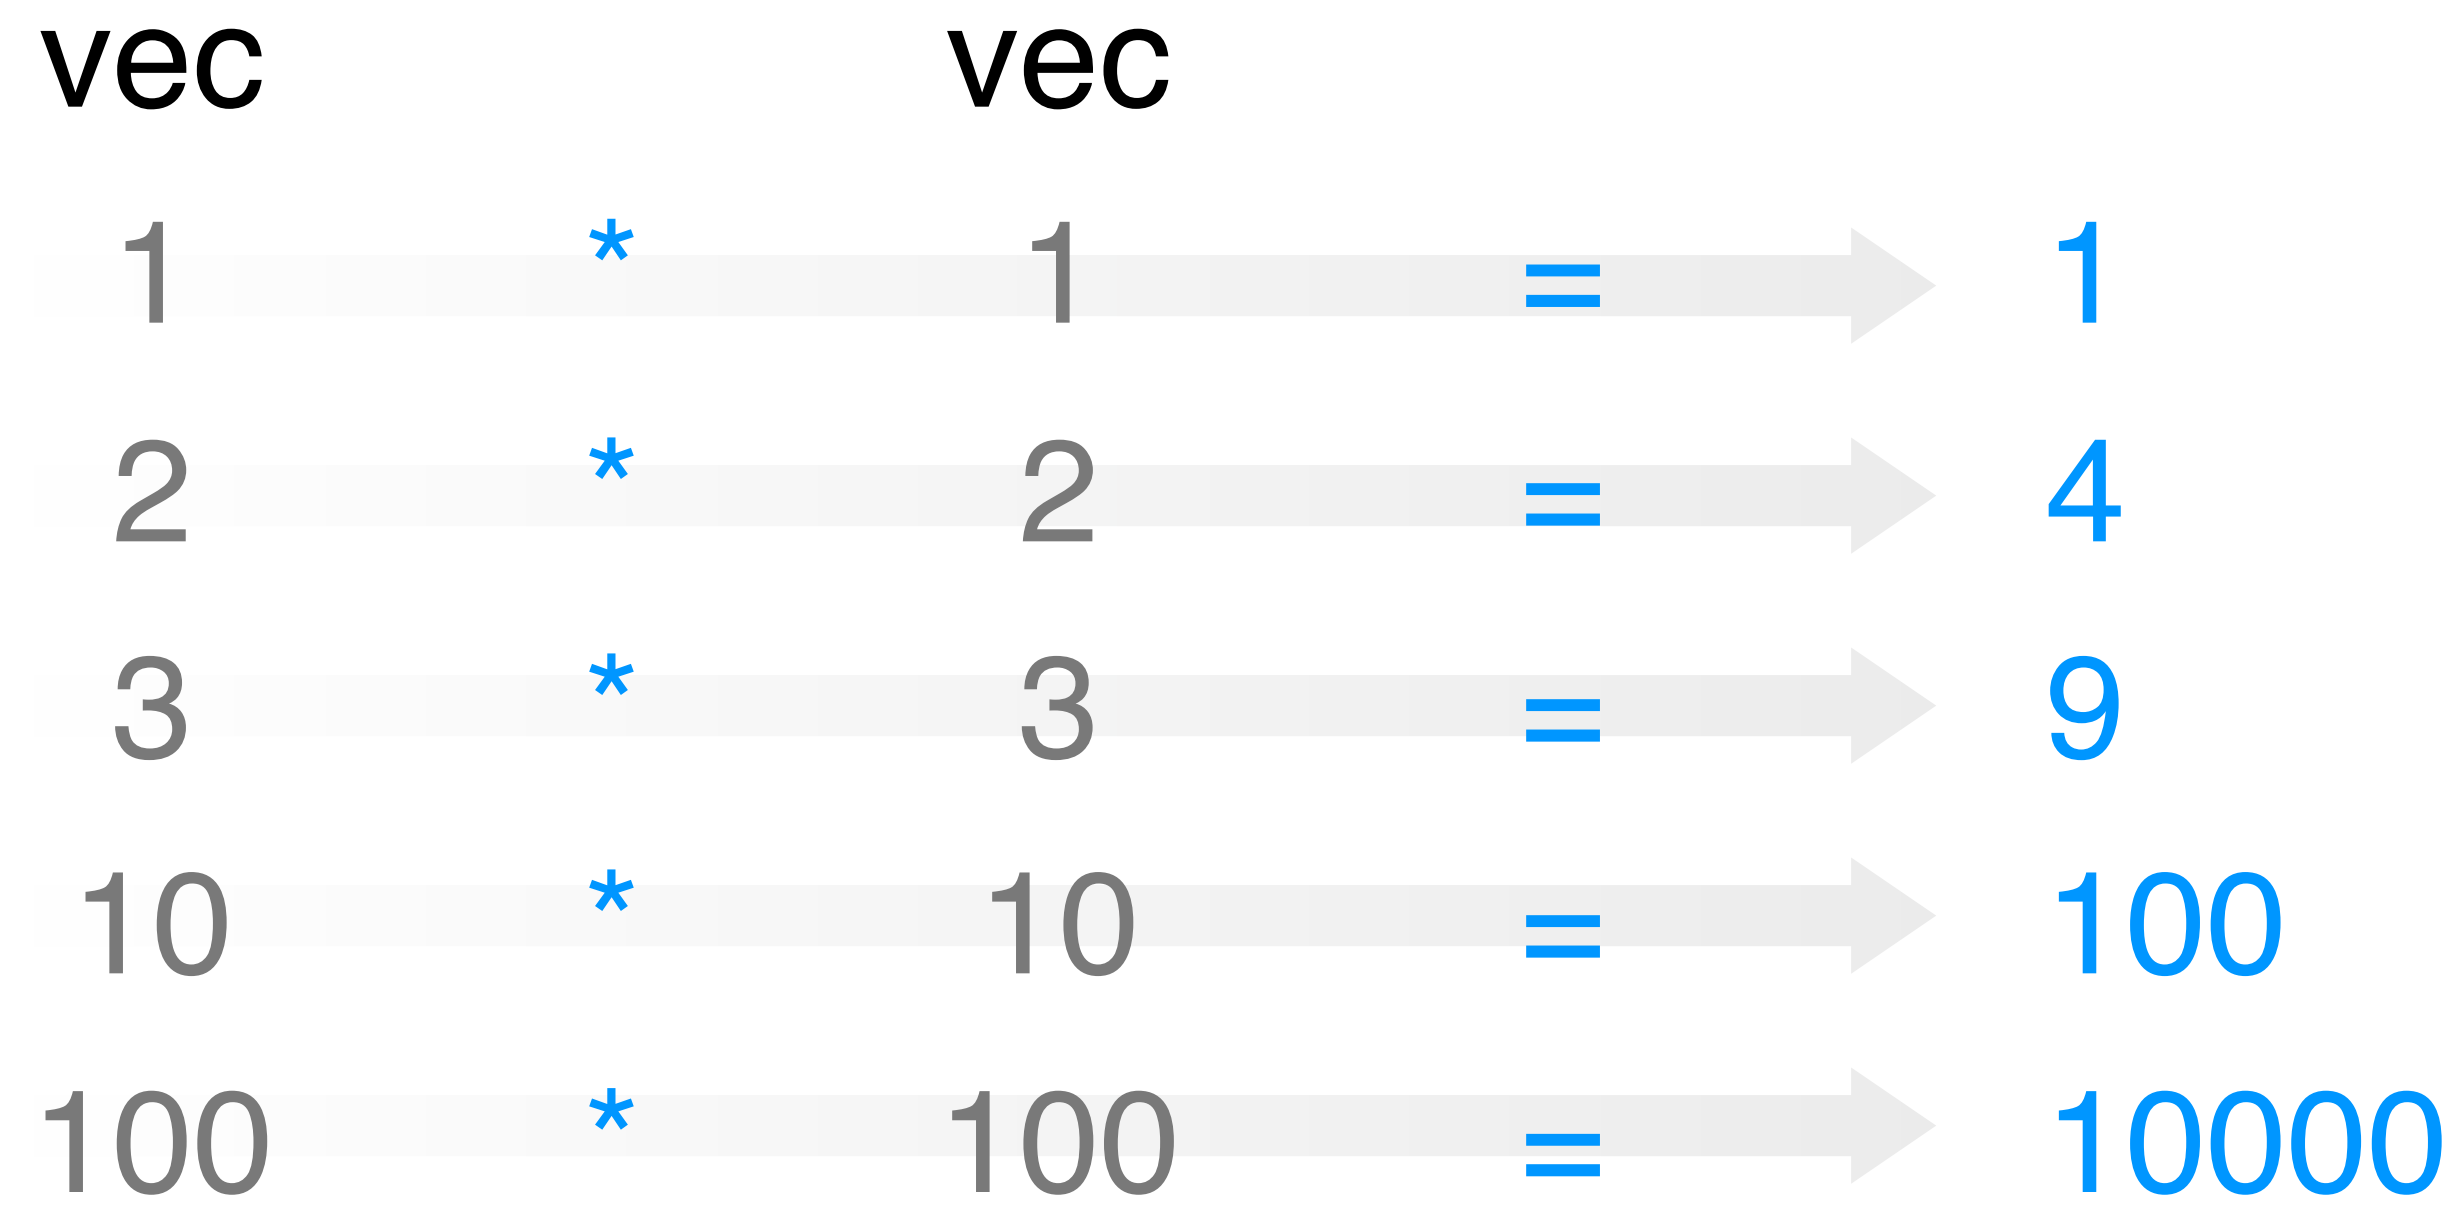 vec vec
1 * 1 = 1
2 * 2 = 4
3 * 3 = 9
10 * 10 = 100
100 * 100 = 10000